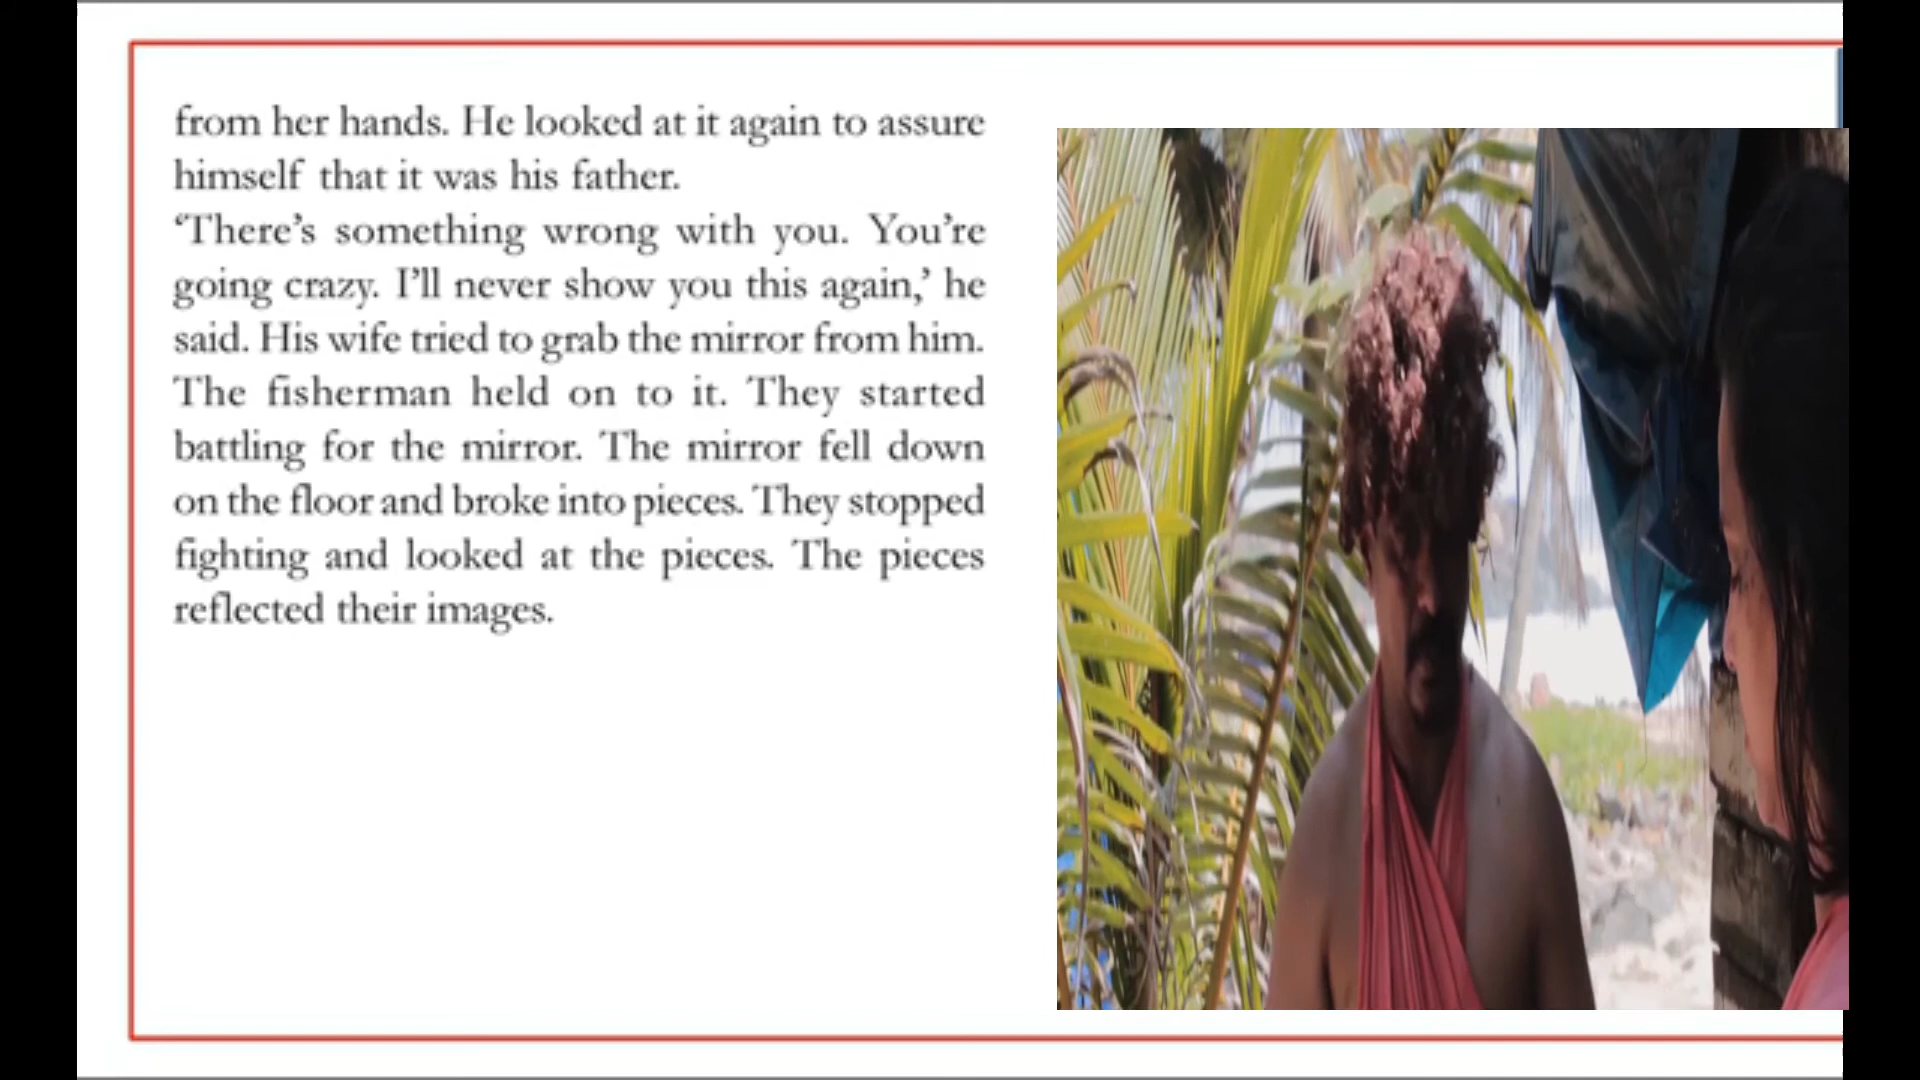 from her hands. He looked at it again to assure
himself that it was his father.
‘There’s something wrong with you. You’re
going crazy. I’ll never show you this again,’ he
said. His wife tried to grab the mirror from him.
The fisherman held on to it. They started
battling for the mirror. The mirror fell down
on the floor and broke into pieces. They stopped
fighting and looked at the pieces. The pieces
reflected their images.